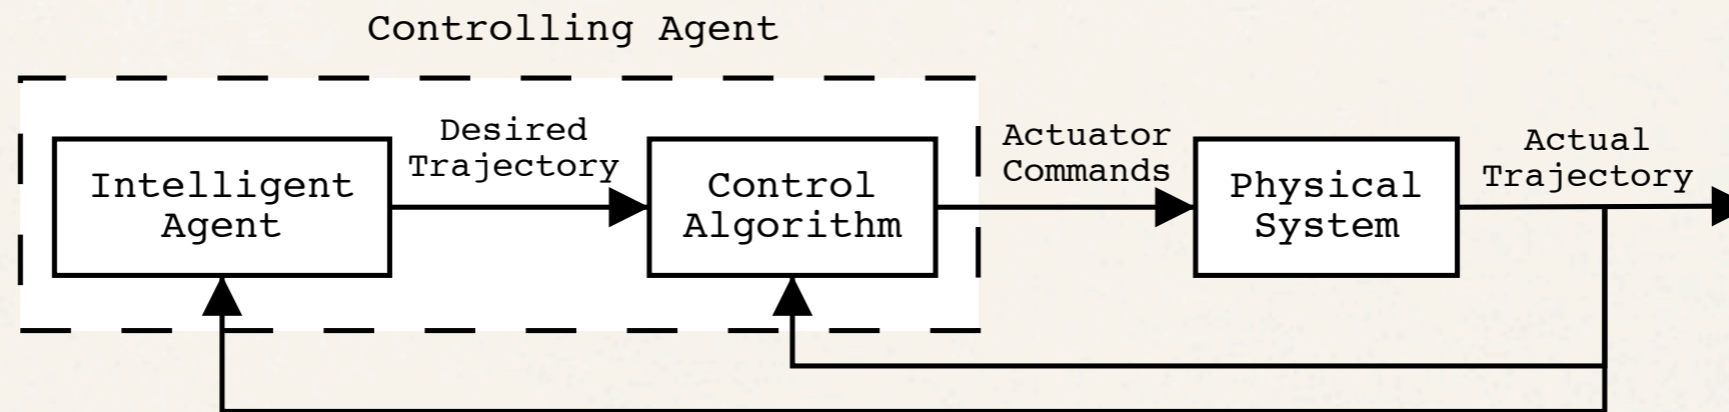 Controlling Agent
Desired
Trajectory
Intelligent
Agent
Control
Algorithm
Actuator
Commands
Physical
System
Actual
Trajectory